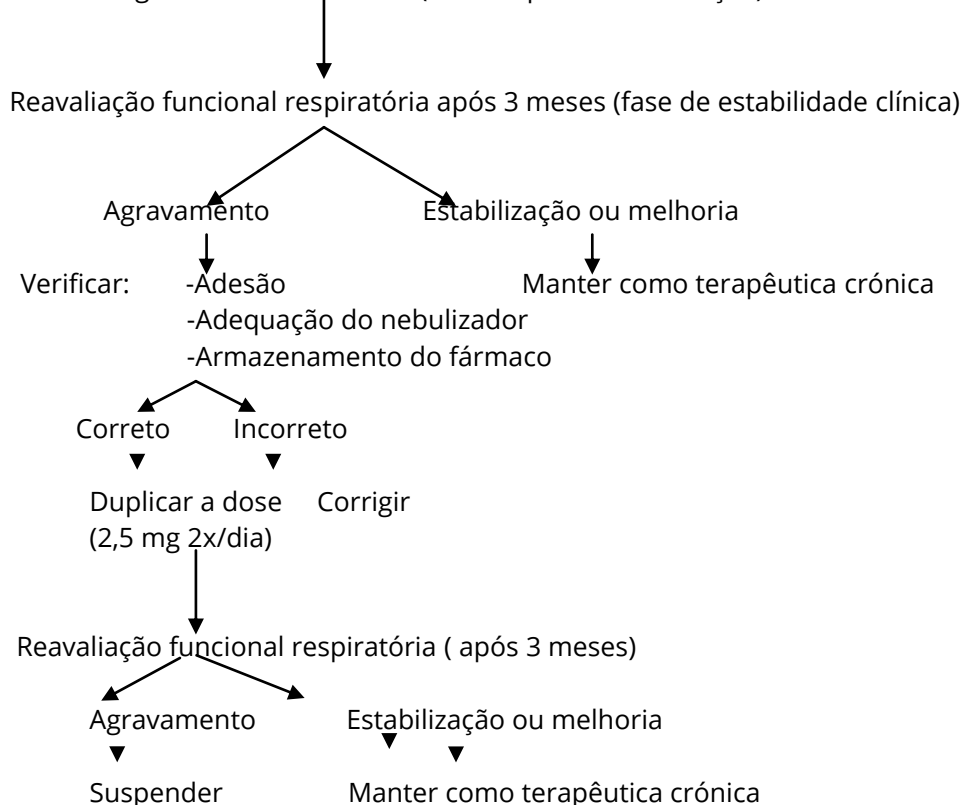 Reavaliação funcional respiratória após 3 meses (fase de estabilidade clínica)
Agravamento Estabilização ou melhoria
Verificar: -Adesão Manter como terapêutica crónica
-Adequação do nebulizador
-Armazenamento do fármaco
Correto Incorreto
Duplicar a dose Corrigir
(2,5 mg 2x/dia)
Reavaliação funcional respiratória ( após 3 meses)
Agravamento Estabilização ou melhoria
Suspender Manter como terapêutica crónica